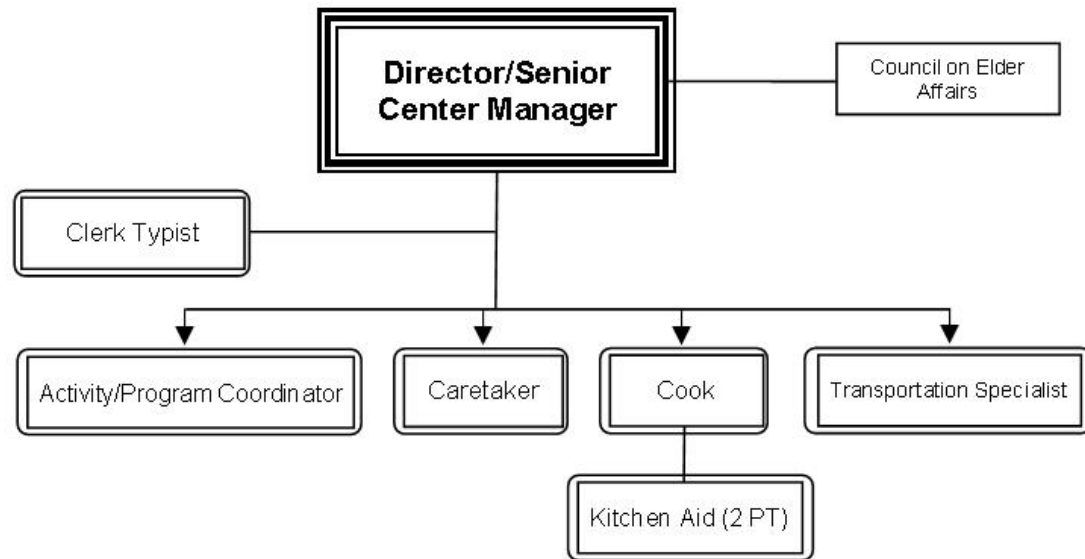 Director/Senior
Center Manager
Council on Elder
Affairs
Clerk Typist
Activity/Program Coordinator
Caretaker
Cook
Transportation Specialist
Kitchen Aid (2 PT)